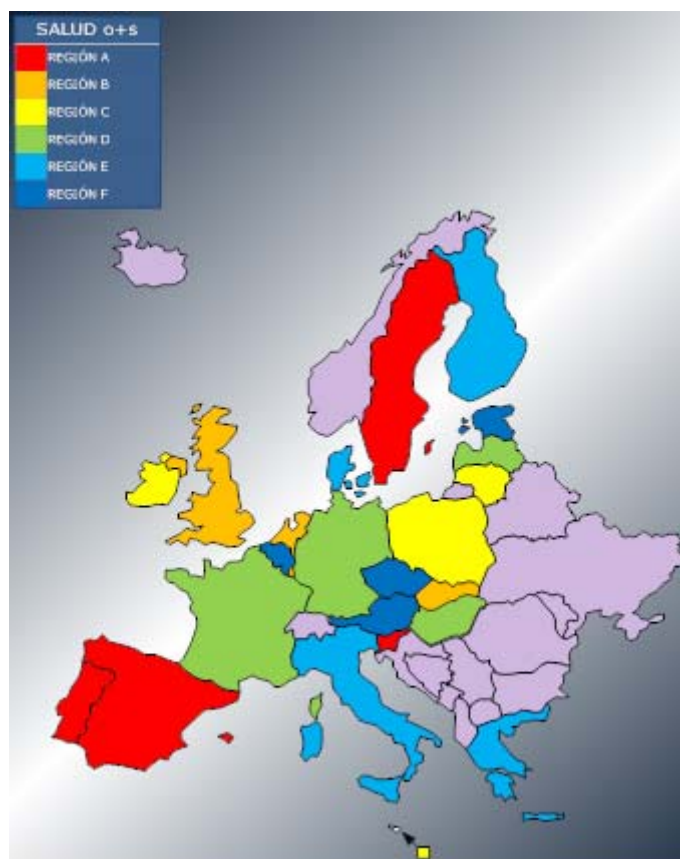 SALUD o+s
REGIÓN A
REGIÓN B
REGIÓN C
REGIÓN D
REGIÓN E
REGIÓN F